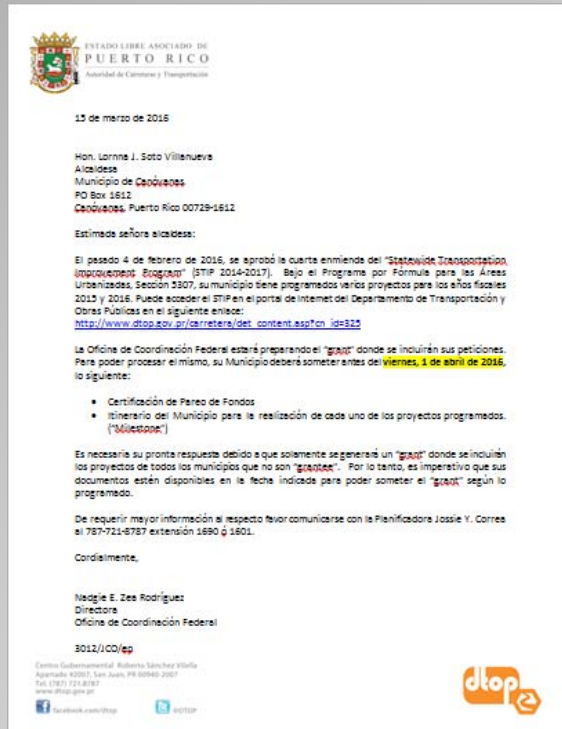 ESTADO LIBRE ASOCIADO DE
PUERTO RICO
Autoridad de Carreteras y Transportación
15 de marzo de 2016
Hon. Lornna J. Soto Villanueva
Alcaldesa
Municipio de Canóvanas
PO Box 1612
Canóvanas, Puerto Rico 00729-1612
Estimada señora alcaldesa:
El pasado 4 de febrero de 2016, se aprobó la cuarta enmienda del “Statewide Transportation
Improvement Program” (STIP 2014-2017). Bajo el Programa por Fórmula para las Áreas
Urbanizadas, Sección 5307, su municipio tiene programados varios proyectos para los años fiscales
2015 y 2016. Puede acceder el STIP en el portal de Internet del Departamento de Transportación y
Obras Públicas en el siguiente enlace:
http://www.dtop.gov.pr/carretera/det_content.asp?cn_id=325
La Oficina de Coordinación Federal estará preparando el “grant” donde se incluirán sus peticiones.
Para poder procesar el mismo, su Municipio deberá someter antes del viernes, 1 de abril de 2016,
lo siguiente:
• Certificación de Pareo de Fondos
• Itinerario del Municipio para la realización de cada uno de los proyectos programados.
(“Milestone”)
Es necesaria su pronta respuesta debido a que solamente se generará un “grant” donde se incluirán
los proyectos de todos los municipios que no son “grantee”. Por lo tanto, es imperativo que sus
documentos estén disponibles en la fecha indicada para poder someter el “grant” según lo
programado.
De requerir mayor información al respecto favor comunicarse con la Planificadora Jossie Y. Correa
al 787-721-8787 extensión 1690 ó 1601.
Cordialmente,
Nadgie E. Zea Rodríguez
Directora
Oficina de Coordinación Federal
3012/JCO/ep
Centro Gubernamental Roberto Sánchez Vilella
Apartado 42007, San Juan, PR 00940-2007
Tel. (787) 721-8787
www.dtop.gov.pr
facebook.com/dtop
@DTOP
dtop